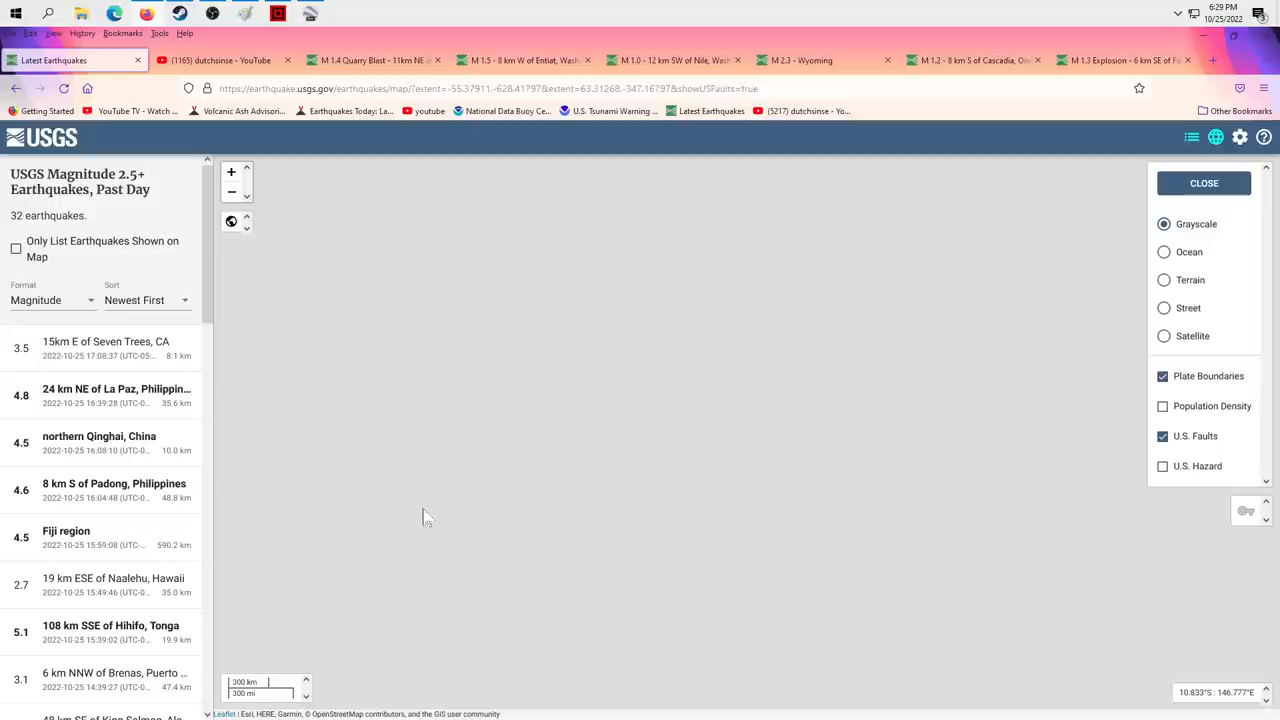 6:29 PM
10/25/2022
3
File Edit View History Bookmarks Tools Help
Latest Earthquakes
(1165) dutchsinse - YouTube
M 1.4 Quarry Blast - 11km NE
M 1.5 - 8 km W of Entiat, Wash
M 1.0 - 12 km SW of Nile, Wash
M 2.3 - Wyoming
M 1.2 - 8 km S of Cascadia, Ore
M 1.3 Explosion - 6 km SE of
https://earthquake.usgs.gov/earthquakes/map/?extent=-55.37911,-628.41797&extent=63.31268,-347.16797&showUSFaults=true
Getting Started
YouTube TV - Watch ...
Volcanic Ash Advisori...
Earthquakes Today: La...
youtube
National Data Buoy Ce...
U.S. Tsunami Warning ...
Latest Earthquakes
(5217) dutchsinse - Yo...
Other Bookmarks
USGS
USGS Magnitude 2.5+
Earthquakes, Past Day
32 earthquakes.
Only List Earthquakes Shown on
Map
Format
Magnitude
Sort
Newest First
3.5
15km E of Seven Trees, CA
2022-10-25 17:08:37 (UTC-05:...
8.1 km
4.8
24 km NE of La Paz, Philippin...
2022-10-25 16:39:28 (UTC-0...
35.6 km
4.5
northern Qinghai, China
2022-10-25 16:08:10 (UTC-0...
10.0 km
4.6
8 km S of Padong, Philippines
2022-10-25 16:04:48 (UTC-0...
48.8 km
4.5
Fiji region
2022-10-25 15:59:08 (UTC-...
590.2 km
2.7
19 km ESE of Naalehu, Hawaii
2022-10-25 15:49:46 (UTC-0...
35.0 km
5.1
108 km SSE of Hihifo, Tonga
2022-10-25 15:39:02 (UTC-0...
19.9 km
3.1
6 km NNW of Brenas, Puerto ...
2022-10-25 14:39:27 (UTC-0...
47.4 km
48 km SE of King Salmon, Ala
+
−
300 km
300 mi
CLOSE
Grayscale
Ocean
Terrain
Street
Satellite
Plate Boundaries
Population Density
U.S. Faults
U.S. Hazard
10.833°S : 146.777°E
Leaflet | Esri, HERE, Garmin, © OpenStreetMap contributors, and the GIS user community